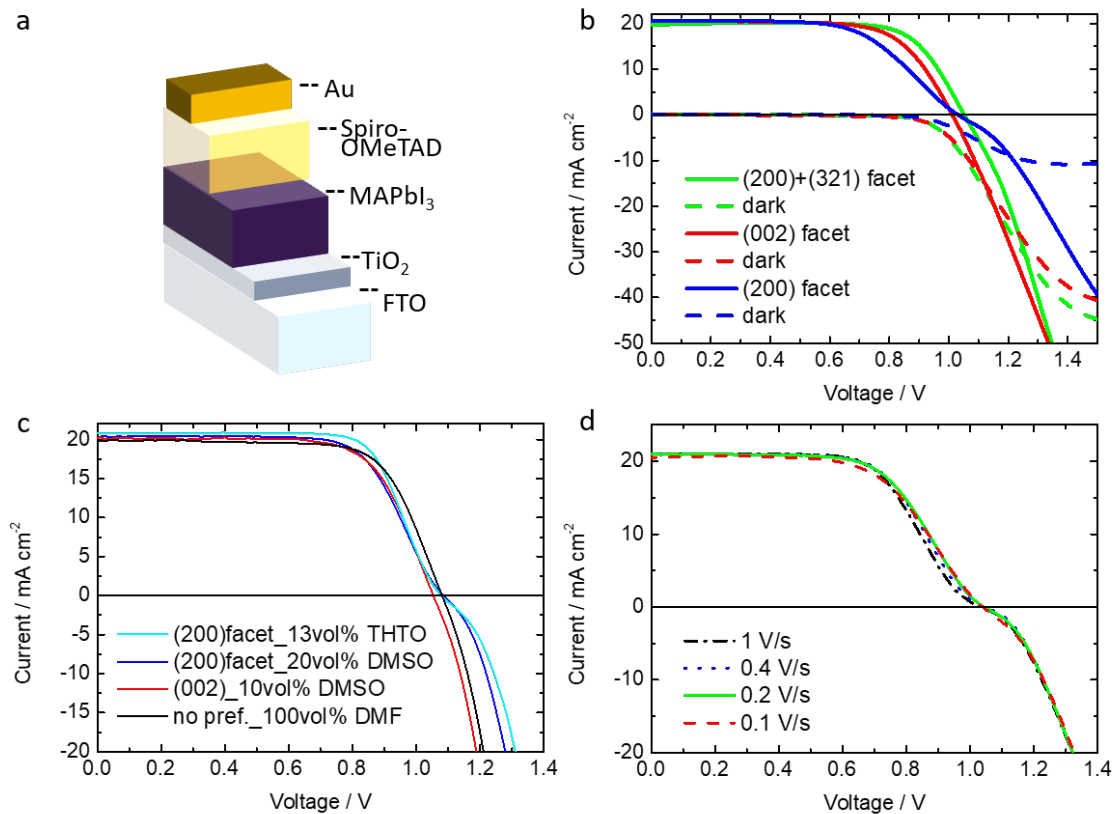 a
Au
Spiro-
OMeTAD
MAPbI3
TiO2
FTO
b
20
10
0
-10
-20
-30
-40
-50
Current / mA cm-2
(200)+(321) facet
dark
(002) facet
dark
(200) facet
dark
0.0 0.2 0.4 0.6 0.8 1.0 1.2 1.4
Voltage / V
c
20
15
10
5
0
-5
-10
-15
-20
Current / mA cm-2
(200)facet_13vol% THTO
(200)facet_20vol% DMSO
(002)_10vol% DMSO
no pref._100vol% DMF
0.0 0.2 0.4 0.6 0.8 1.0 1.2 1.4
Voltage / V
d
20
10
0
-10
-20
Current / mA cm-2
1 V/s
0.4 V/s
0.2 V/s
0.1 V/s
0.0 0.2 0.4 0.6 0.8 1.0 1.2 1.4
Voltage / V